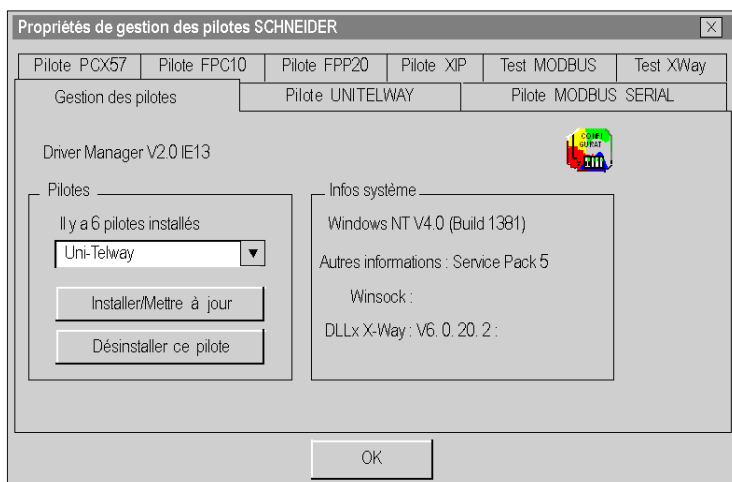 Propriétés de gestion des pilotes SCHNEIDER
Pilote PCX57 Pilote FPC10 Pilote FPP20 Pilote XIP Test MODBUS Test XWay
Gestion des pilotes Pilote UNITELWAY Pilote MODBUS SERIAL
Driver Manager V2.0 IE13
CONFI
GURAT
Pilotes
Il y a 6 pilotes installés
Uni-Telway
Installer/Mettre à jour
Désinstaller ce pilote
Infos système
Windows NT V4.0 (Build 1381)
Autres informations : Service Pack 5
Winsock :
DLLx X-Way : V6. 0. 20. 2 :
OK